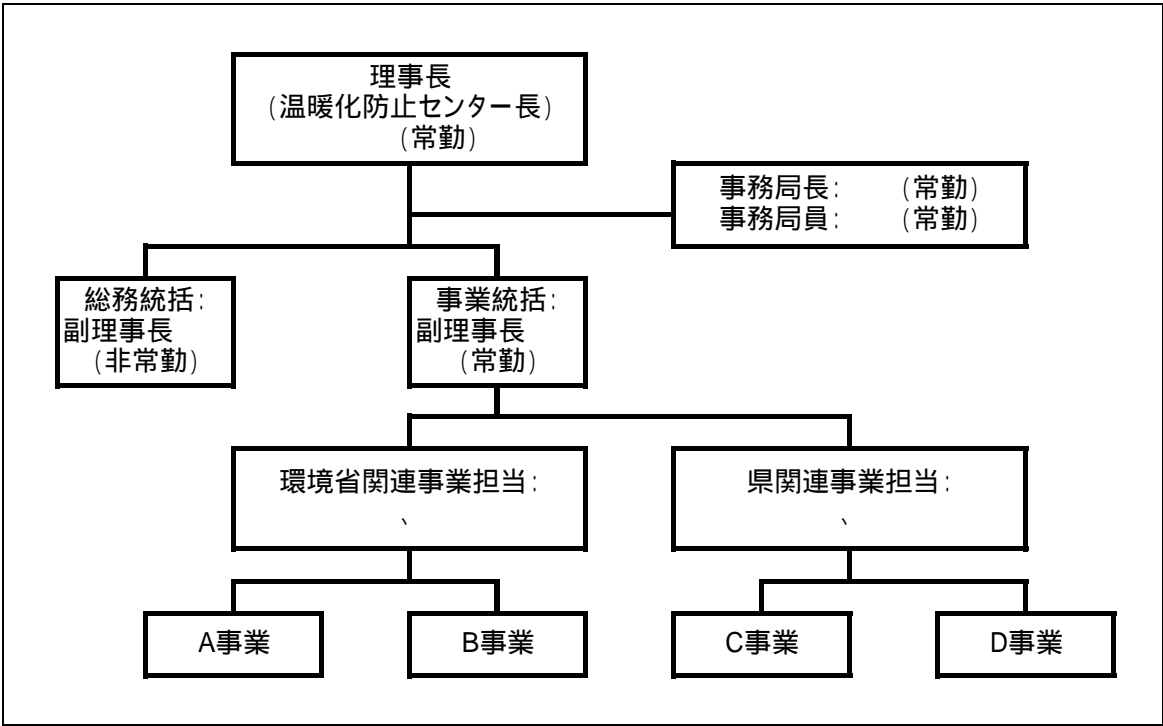 理事長
(温暖化防止センター長)
(常勤)
事務局長: (常勤)
事務局員: (常勤)
総務統括:
副理事長
(非常勤)
事業統括:
副理事長
(常勤)
環境省関連事業担当:
、
県関連事業担当:
、
A事業
B事業
C事業
D事業